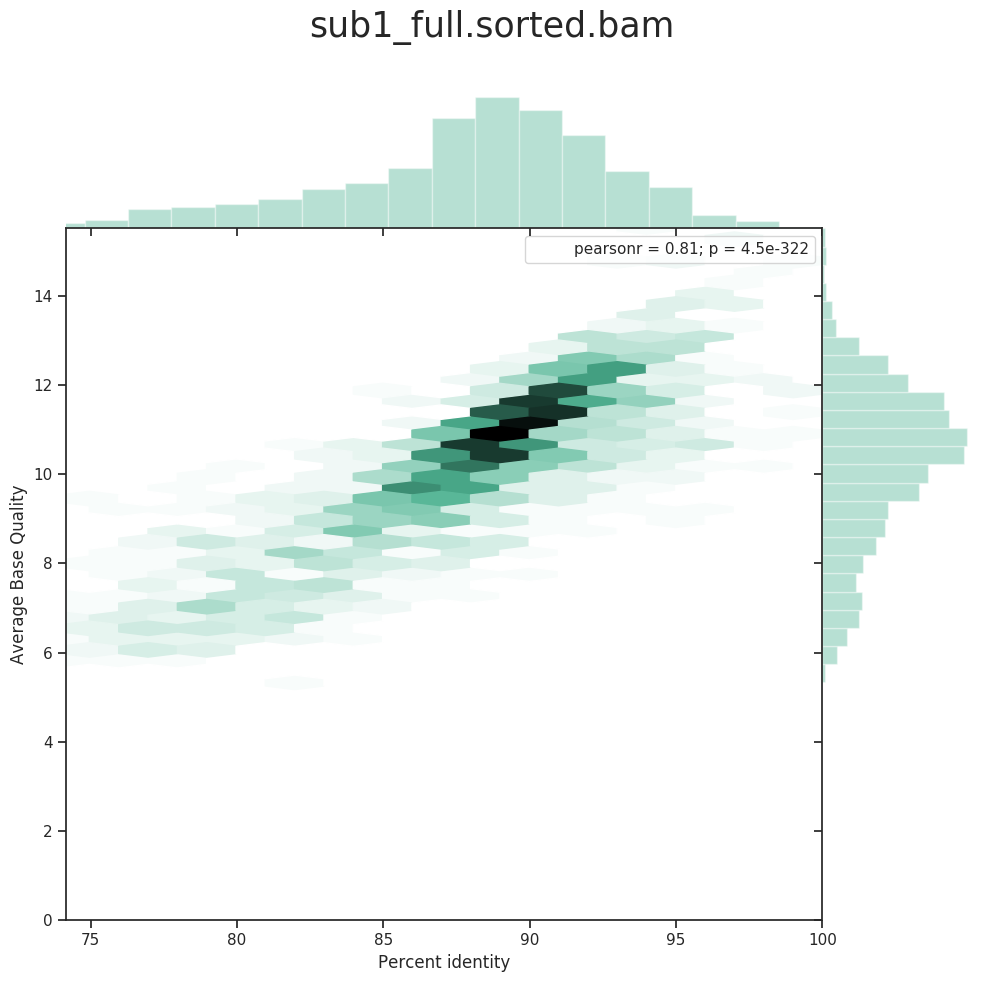 sub1_full.sorted.bam
pearsonr = 0.81; p = 4.5e-322
Average Base Quality
14
12
10
8
6
4
2
0
75 80 85 90 95 100
Percent identity